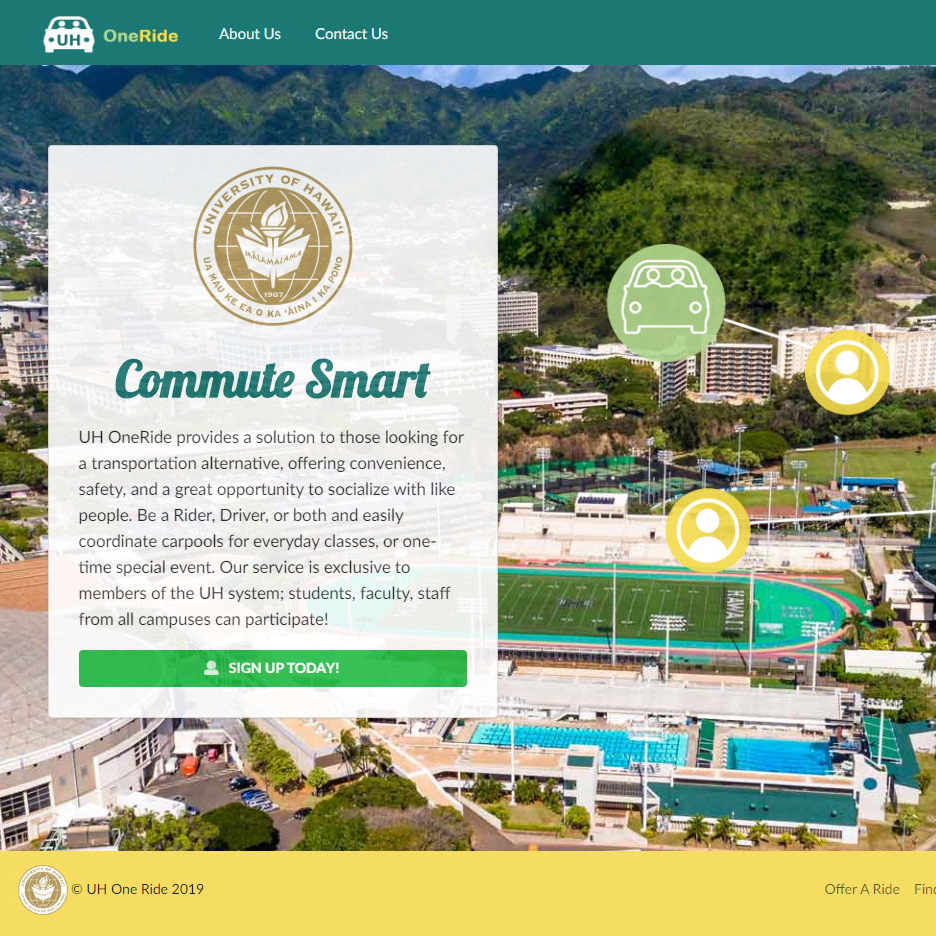 UH OneRide About Us Contact Us
UNIVERSITY OF HAWAI'I
MĀLAMALAMA
1907
UA MAU KE EA O KA 'ĀINA I KA PONO
Commute Smart
UH OneRide provides a solution to those looking for
a transportation alternative, offering convenience,
safety, and a great opportunity to socialize with like
people. Be a Rider, Driver, or both and easily
coordinate carpools for everyday classes, or one-
time special event. Our service is exclusive to
members of the UH system; students, faculty, staff
from all campuses can participate!
SIGN UP TODAY!
HAWAII
© UH One Ride 2019 Offer A Ride Find